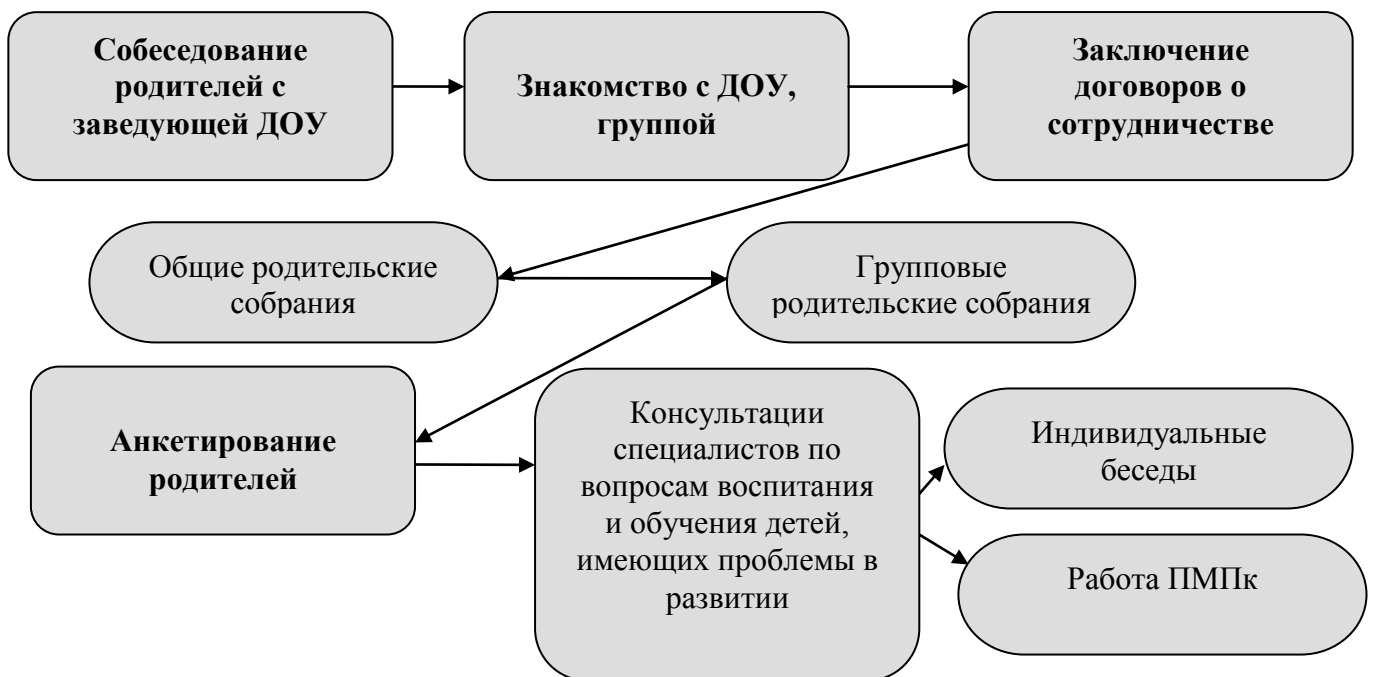 Собеседование
родителей с
заведующей ДОУ
Знакомство с ДОУ,
группой
Заключение
договоров о
сотрудничестве
Общие родительские
собрания
Групповые
родительские собрания
Анкетирование
родителей
Консультации
специалистов по
вопросам воспитания
и обучения детей,
имеющих проблемы в
развитии
Индивидуальные
беседы
Работа ПМПк